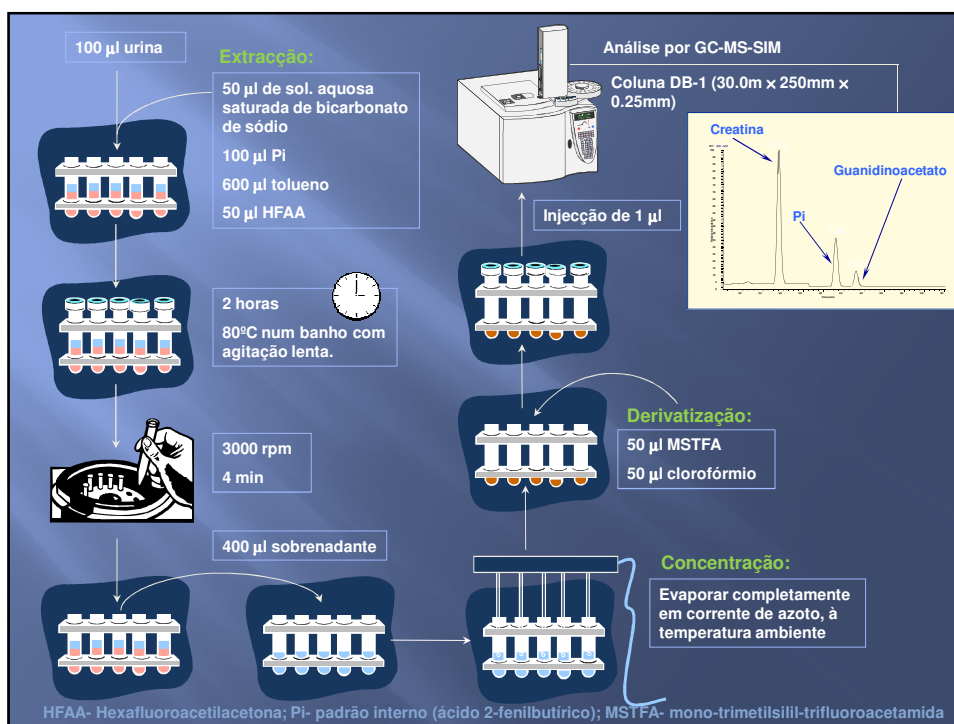 100 µl urina
Extracção:
50 µl de sol. aquosa
saturada de bicarbonato
de sódio
100 µl Pi
600 µl tolueno
50 µl HFAA
2 horas
80ºC num banho com
agitação lenta.
3000 rpm
4 min
400 µl sobrenadante
Concentração:
Evaporar completamente
em corrente de azoto, à
temperatura ambiente
Derivatização:
50 µl MSTFA
50 µl clorofórmio
Injecção de 1 µl
Análise por GC-MS-SIM
Coluna DB-1 (30.0m × 250mm ×
0.25mm)
Creatina
Guanidinoacetato
Pi
HFAA- Hexafluoroacetilacetona; Pi- padrão interno (ácido 2-fenilbutírico); MSTFA- mono-trimetilsilil-trifluoroacetamida